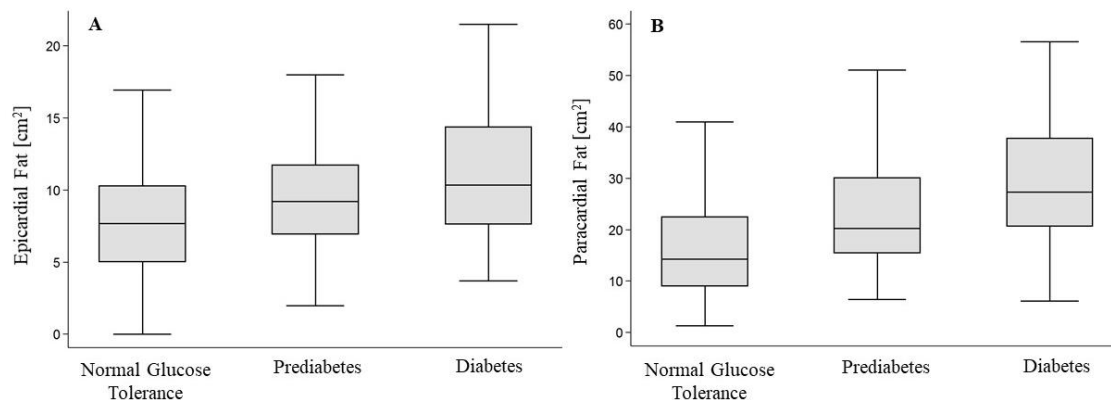 A
Epicardial Fat [cm²]
20
15
10
5
0
Normal Glucose
Tolerance
Prediabetes
Diabetes
B
Paracardial Fat [cm²]
60
50
40
30
20
10
0
Normal Glucose
Tolerance
Prediabetes
Diabetes